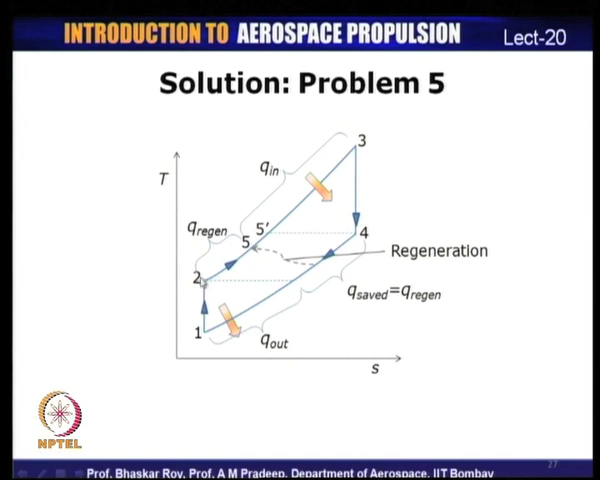 INTRODUCTION TO AEROSPACE PROPULSION Lect-20
Solution: Problem 5
3
q_in
T
q_regen
5'
5
4
Regeneration
2
q_saved=q_regen
1
q_out
s
NPTEL
27
Prof. Bhaskar Roy, Prof. A M Pradeep, Department of Aerospace, IIT Bombay